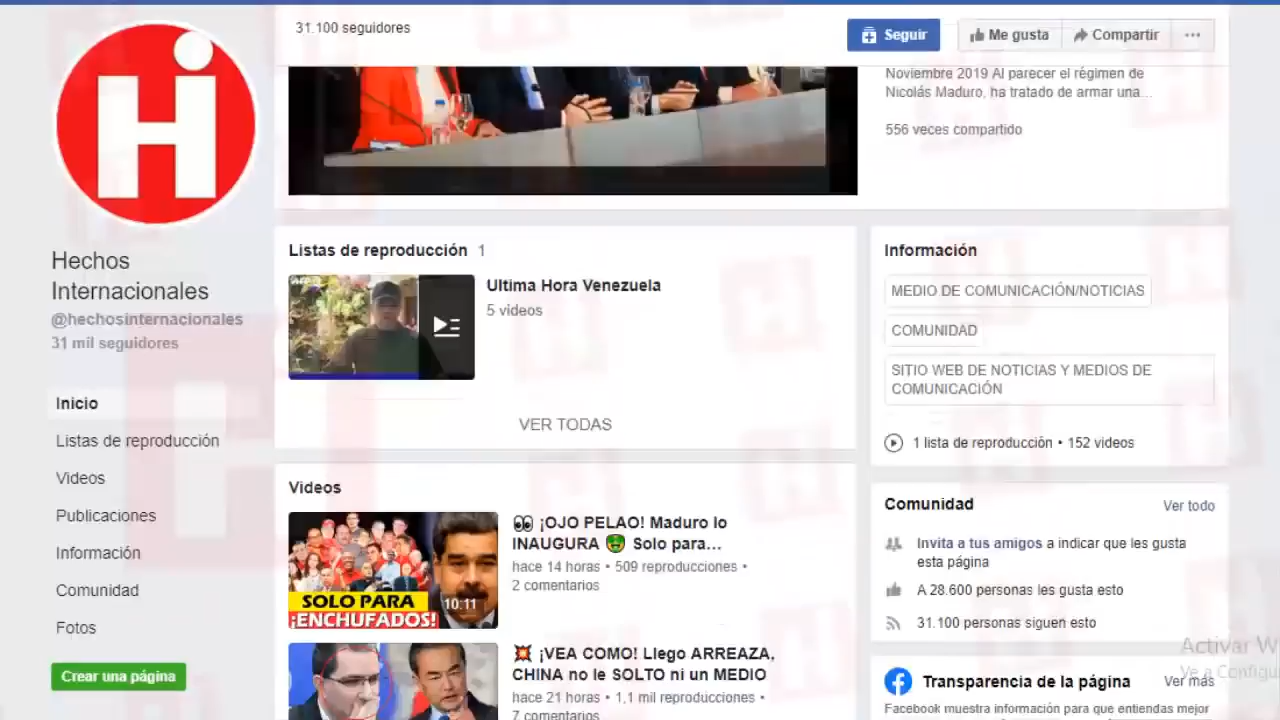 31.100 seguidores
Seguir
Me gusta
Compartir
Noviembre 2019 Al parecer el régimen de
Nicolás Maduro, ha tratado de armar una...
556 veces compartido
Hechos
Internacionales
@hechosinternacionales
31 mil seguidores
Inicio
Listas de reproducción
Videos
Publicaciones
Información
Comunidad
Fotos
Crear una página
Listas de reproducción 1
Ultima Hora Venezuela
5 videos
VER TODAS
Videos
SOLO PARA
¡ENCHUFADOS!
10:11
👀 ¡OJO PELAO! Maduro lo
INAUGURA 🤑 Solo para...
hace 14 horas • 509 reproducciones •
2 comentarios
💥 ¡VEA COMO! Llego ARREAZA,
CHINA no le SOLTO ni un MEDIO
hace 21 horas • 1,1 mil reproducciones •
7 comentarios
Información
MEDIO DE COMUNICACIÓN/NOTICIAS
COMUNIDAD
SITIO WEB DE NOTICIAS Y MEDIOS DE
COMUNICACIÓN
1 lista de reproducción • 152 videos
Comunidad
Ver todo
Invita a tus amigos a indicar que les gusta
esta página
A 28.600 personas les gusta esto
31.100 personas siguen esto
Activar W
Ve a Configu
Transparencia de la página
Ver más
Facebook muestra información para que entiendas mejor